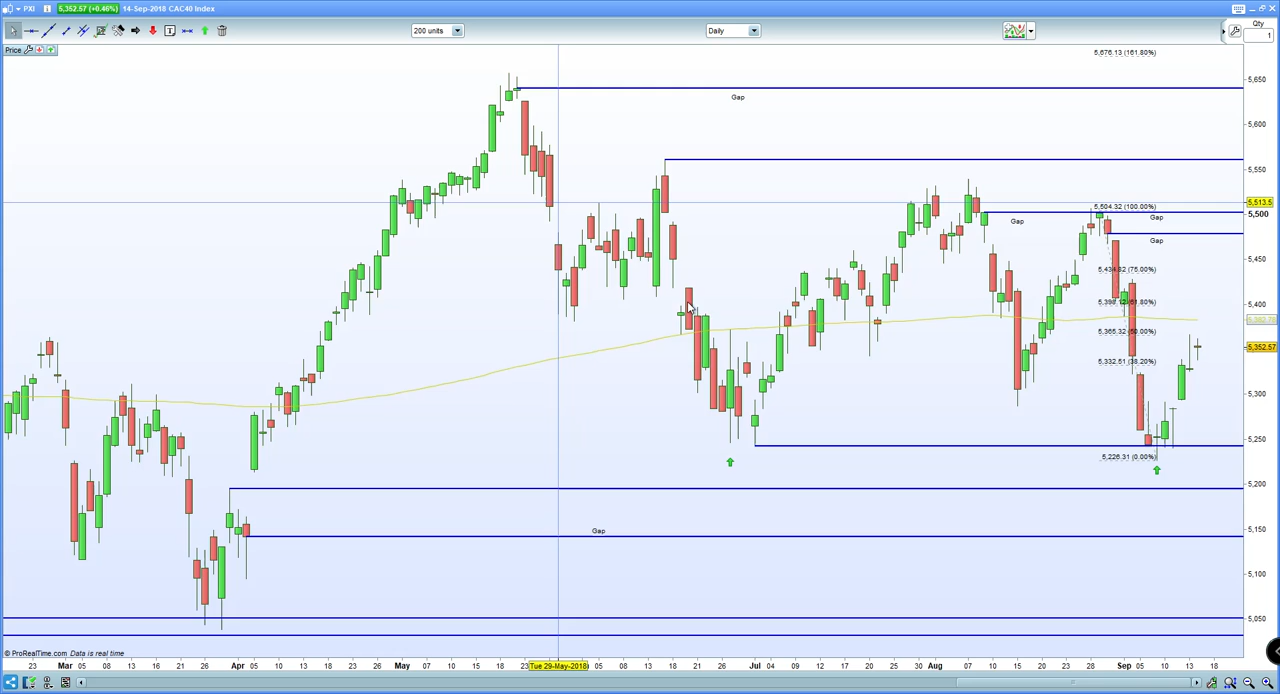 PXI 5,352.57 (+0.46%) 14-Sep-2018 CAC40 Index
200 units Daily Qty
1
Price
5,676.13 (161.80%)
5,650
Gap
5,600
5,550
5,504.32 (100.00%) 5,513.5
Gap Gap 5,500
Gap
5,450
5,434.82 (75.00%)
5,400
5,398.12(61.80%)
5,365.32 (50.00%)
5,352.57
5,332.51 (38.20%)
5,300
5,250
5,226.31 (0.00%)
5,200
Gap 5,150
5,100
5,050
© ProRealTime.com Data is real time
23 Mar 05 08 13 16 21 26 Apr 05 10 13 18 23 26 May 07 10 15 18 23 Tue 29-May-2018 05 08 13 18 21 26 Jul 04 09 12 17 20 25 30 Aug 07 10 15 20 23 28 Sep 05 10 13 18